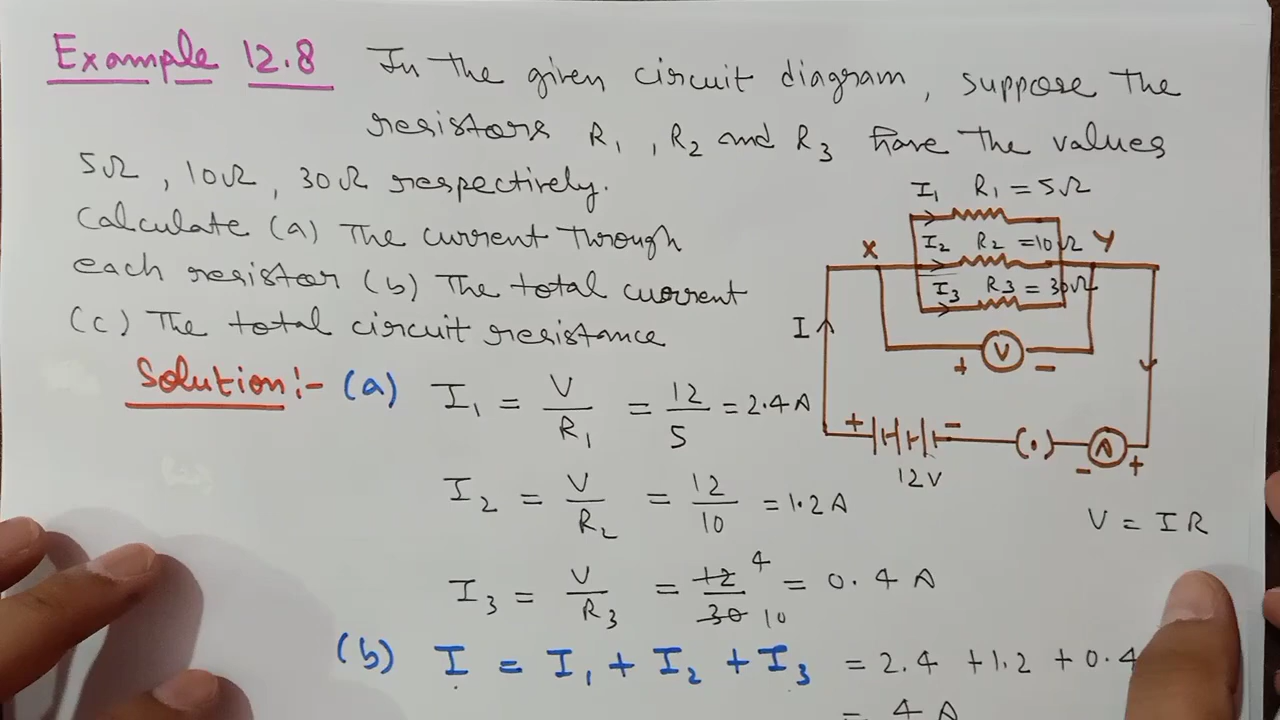 Example 12.8 In the given circuit diagram, suppose the
resistors R₁, R₂ and R₃ have the values
5Ω, 10Ω, 30Ω respectively.
Calculate (a) The current through
each resistor (b) The total current
(c) The total circuit resistance
I₁ R₁ = 5Ω
X I₂ R₂ = 10Ω Y
I₃ R₃ = 30Ω
I
+ V -
+ - (.) - A +
12V
V = IR
Solution:- (a) I₁ = V/R₁ = 12/5 = 2.4 A
I₂ = V/R₂ = 12/10 = 1.2 A
I₃ = V/R₃ = 12/30 4/10 = 0.4 A
(b) I = I₁ + I₂ + I₃ = 2.4 + 1.2 + 0.4
= 4 A